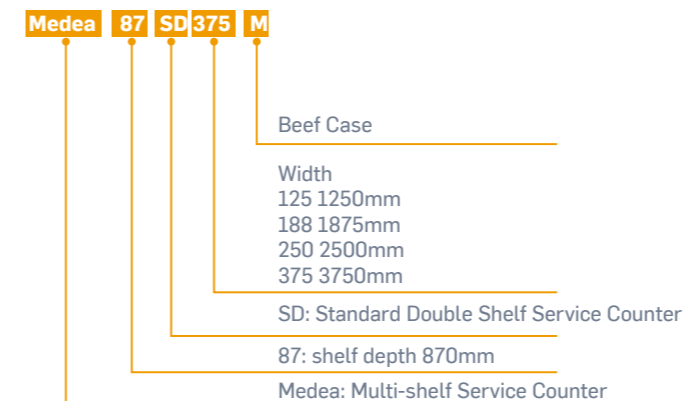 Medea 87 SD 375 M
Beef Case
Width
125 1250mm
188 1875mm
250 2500mm
375 3750mm
SD: Standard Double Shelf Service Counter
87: shelf depth 870mm
Medea: Multi-shelf Service Counter